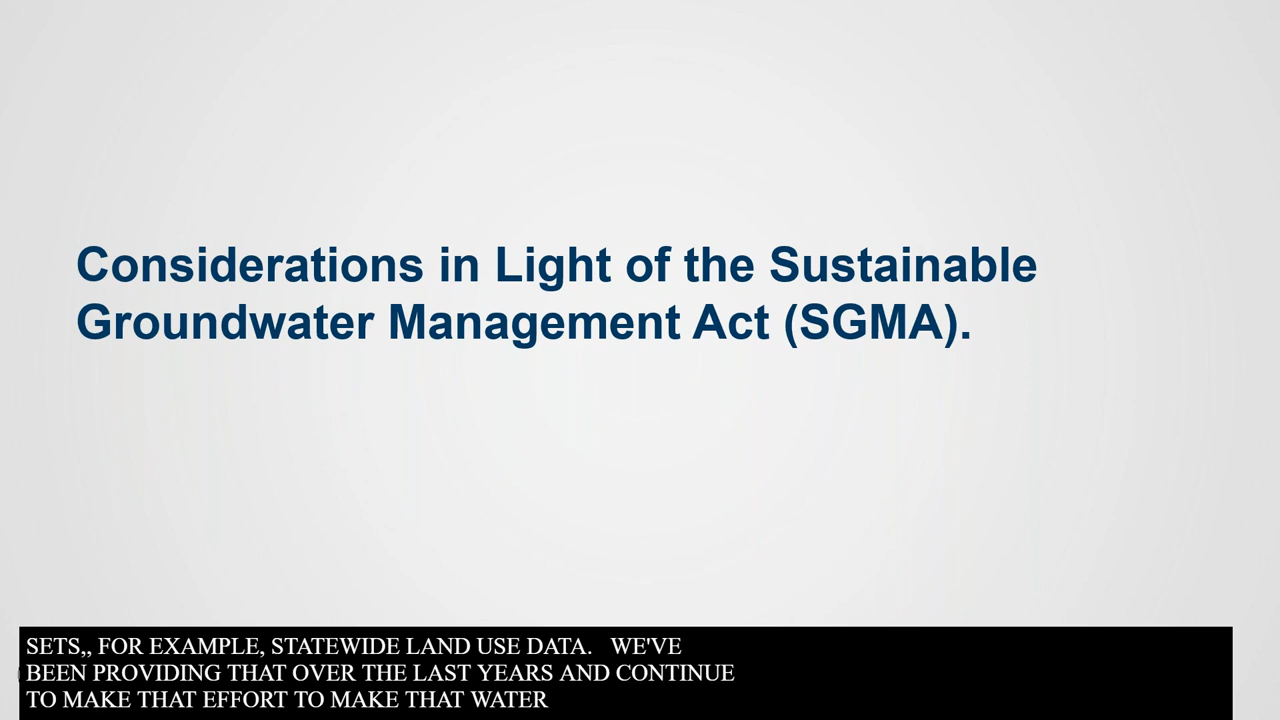 Considerations in Light of the Sustainable
Groundwater Management Act (SGMA).
SETS,, FOR EXAMPLE, STATEWIDE LAND USE DATA.   WE'VE
BEEN PROVIDING THAT OVER THE LAST YEARS AND CONTINUE
TO MAKE THAT EFFORT TO MAKE THAT WATER